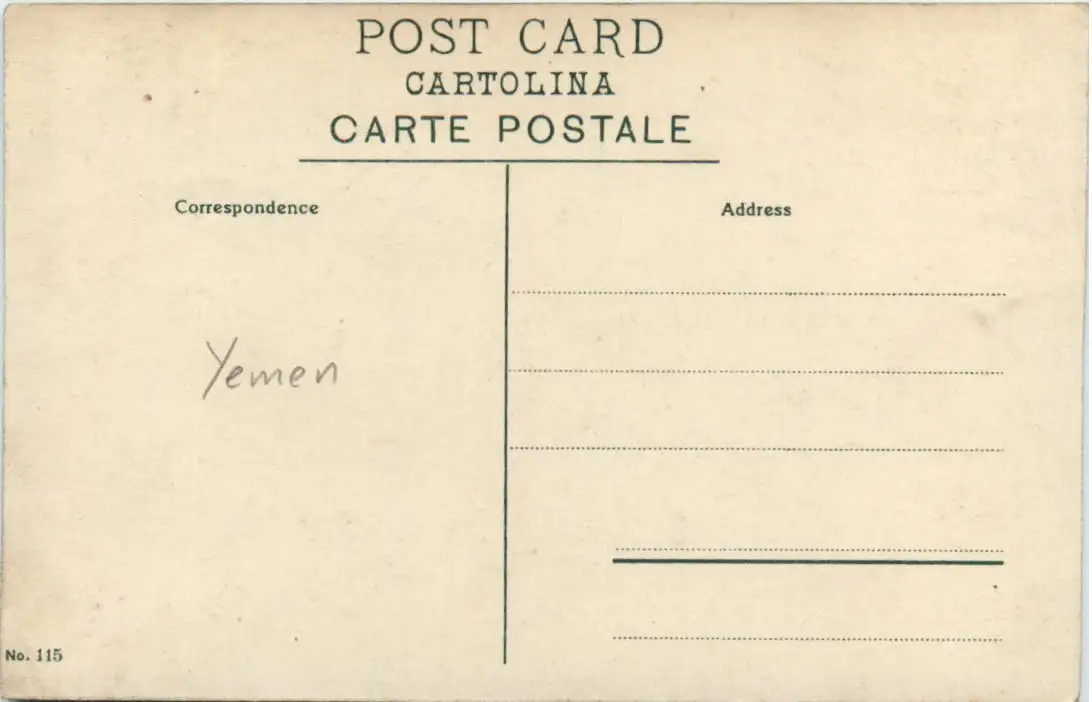 POST CARD
CARTOLINA
CARTE POSTALE
Correspondence
Address
Yemen
No. 115